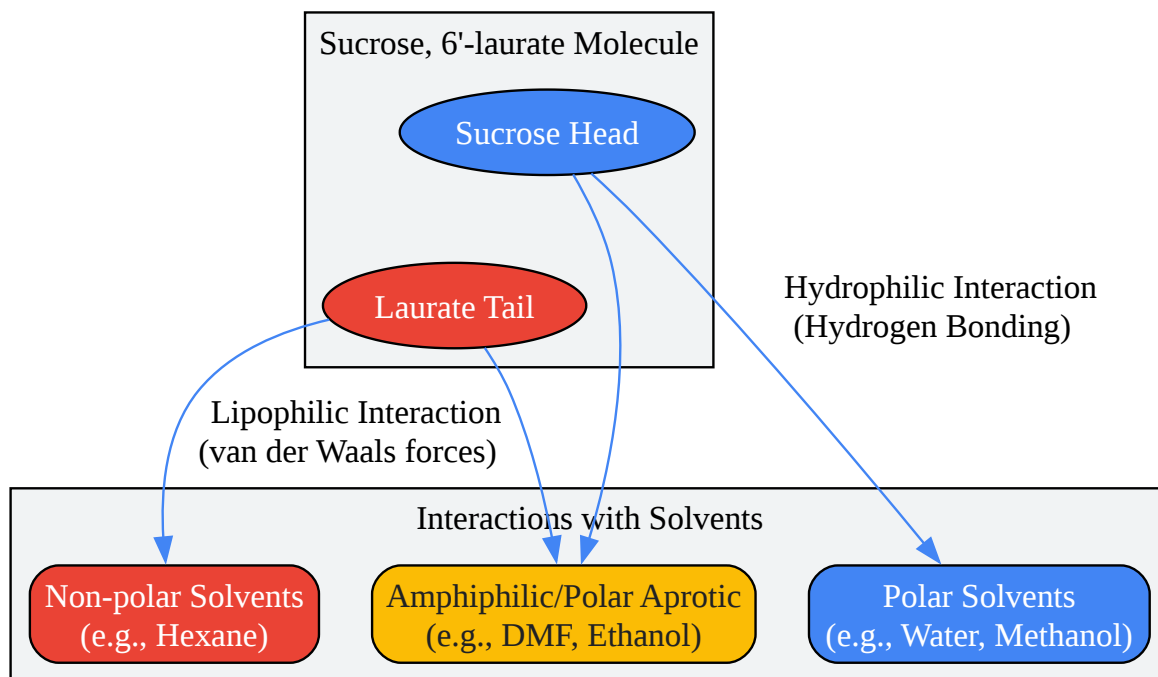 Sucrose, 6'-laurate Molecule
Sucrose Head
Laurate Tail
Hydrophilic Interaction
(Hydrogen Bonding)
Lipophilic Interaction
(van der Waals forces)
Interactions with Solvents
Non-polar Solvents
(e.g., Hexane)
Amphiphilic/Polar Aprotic
(e.g., DMF, Ethanol)
Polar Solvents
(e.g., Water, Methanol)